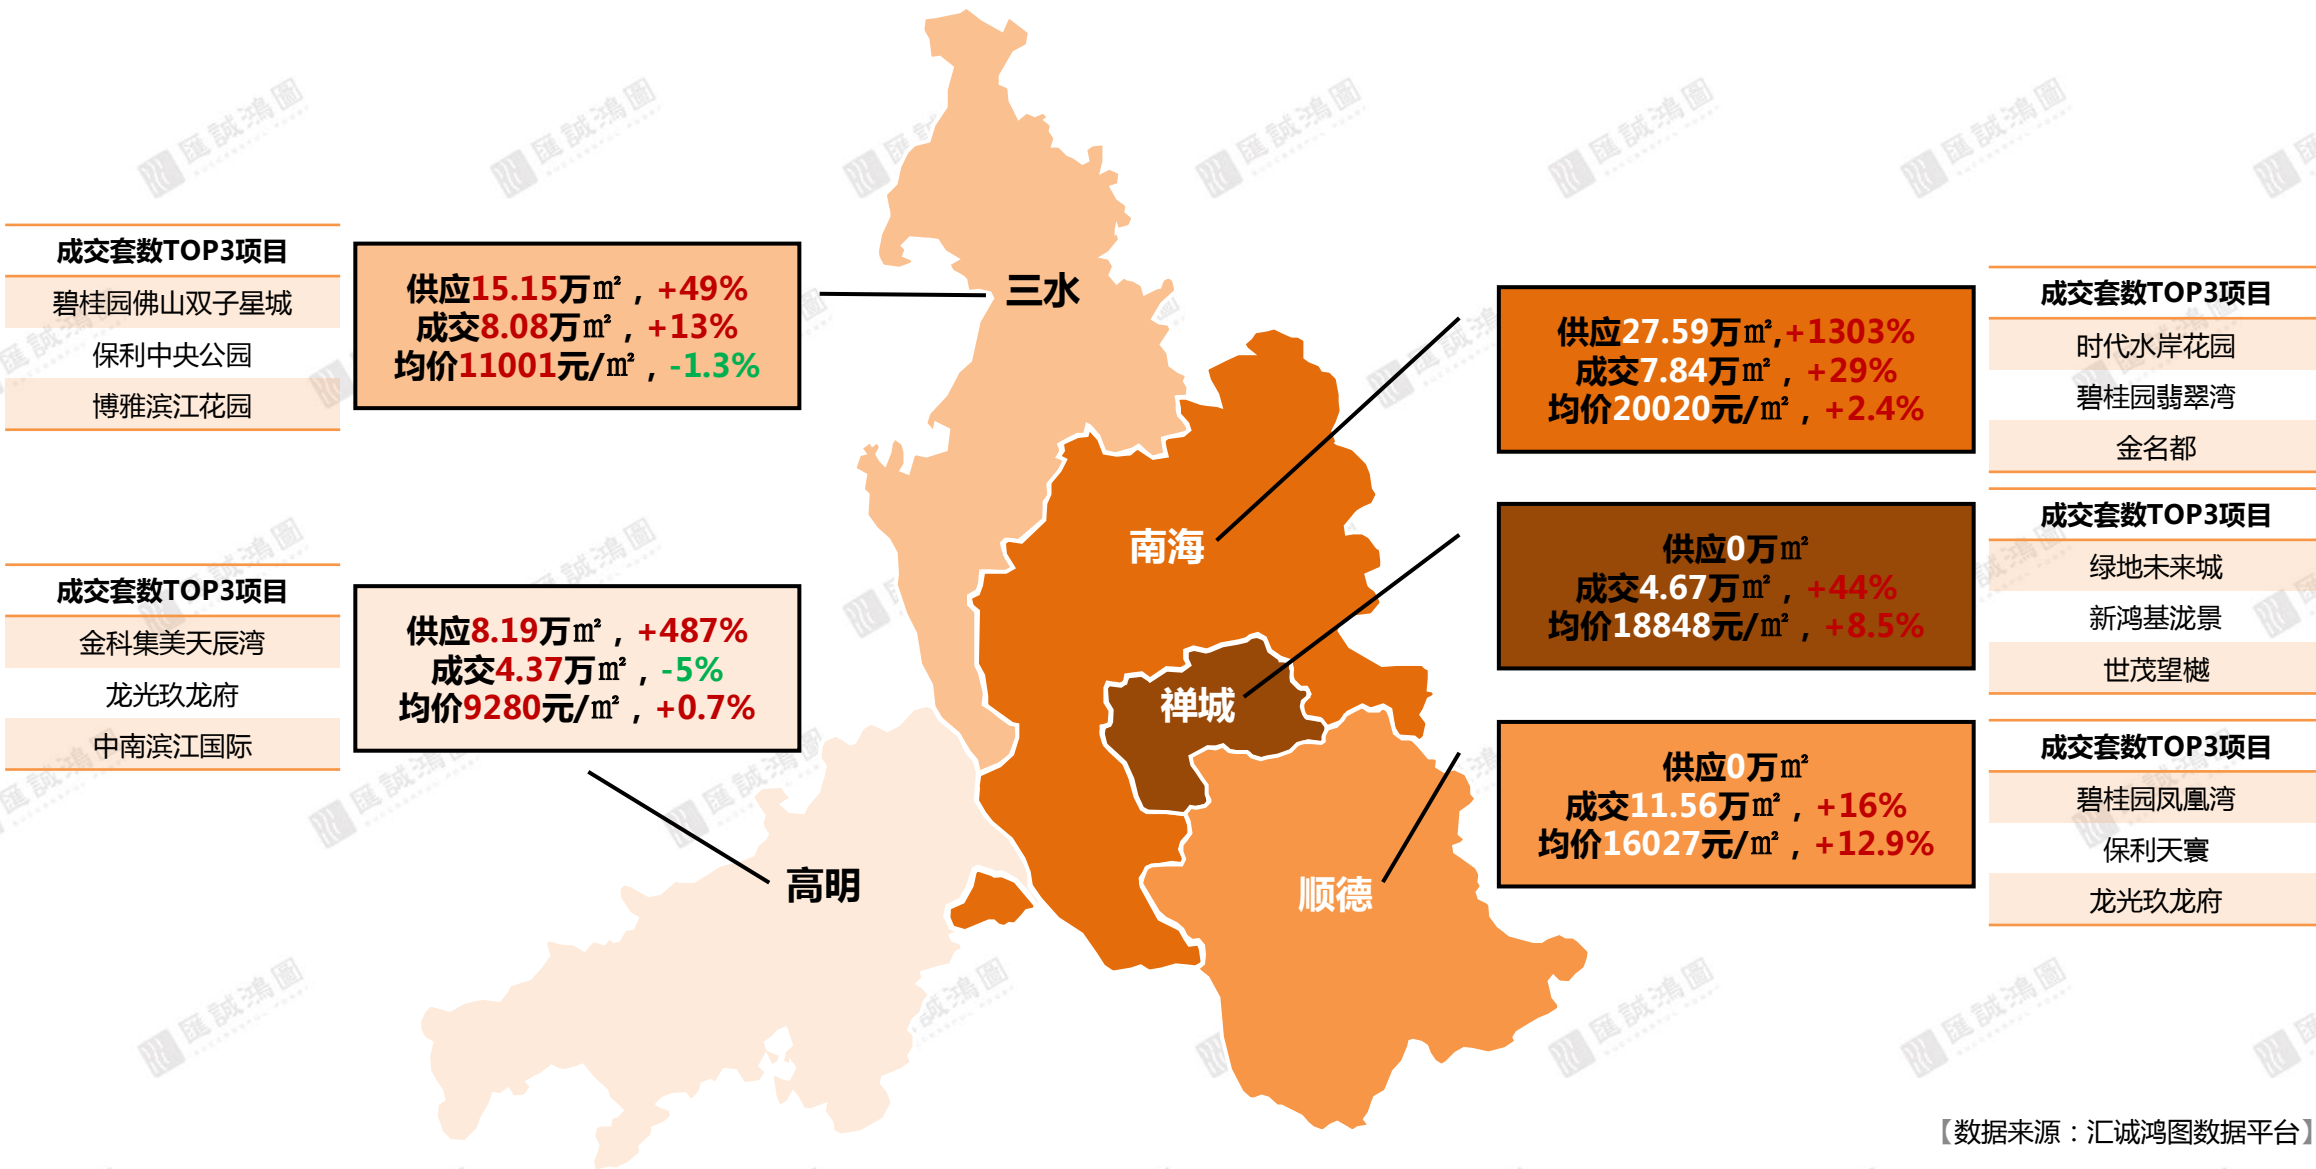 成交套数TOP3项目
碧桂园佛山双子星城
保利中央公园
博雅滨江花园
供应15.15万㎡，+49%
成交8.08万㎡，+13%
均价11001元/㎡，-1.3%
三水
供应27.59万㎡,+1303%
成交7.84万㎡，+29%
均价20020元/㎡，+2.4%
成交套数TOP3项目
时代水岸花园
碧桂园翡翠湾
金名都
南海
供应0万㎡
成交4.67万㎡，+44%
均价18848元/㎡，+8.5%
成交套数TOP3项目
绿地未来城
新鸿基泷景
世茂望樾
禅城
成交套数TOP3项目
金科集美天辰湾
龙光玖龙府
中南滨江国际
供应8.19万㎡，+487%
成交4.37万㎡，-5%
均价9280元/㎡，+0.7%
高明
供应0万㎡
成交11.56万㎡，+16%
均价16027元/㎡，+12.9%
成交套数TOP3项目
碧桂园凤凰湾
保利天寰
龙光玖龙府
顺德
【数据来源：汇诚鸿图数据平台】
匯誠鴻圖